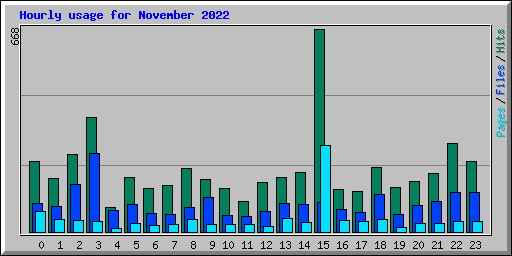 Hourly usage for November 2022
668
Pages/Files/Hits
0 1 2 3 4 5 6 7 8 9 10 11 12 13 14 15 16 17 18 19 20 21 22 23